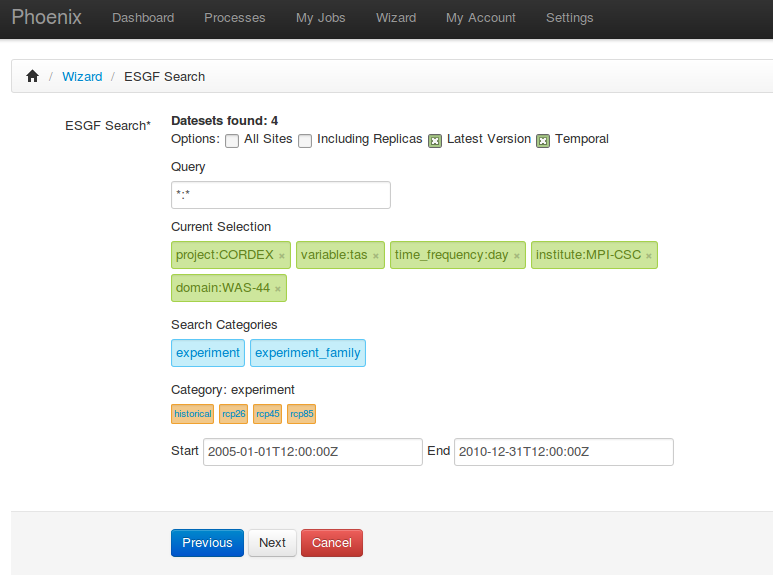 Phoenix Dashboard Processes My Jobs Wizard My Account Settings
/ Wizard / ESGF Search
ESGF Search* Datesets found: 4
Options: All Sites Including Replicas Latest Version Temporal
Query
*:*
Current Selection
project:CORDEX × variable:tas × time_frequency:day × institute:MPI-CSC ×
domain:WAS-44 ×
Search Categories
experiment experiment_family
Category: experiment
historical rcp26 rcp45 rcp85
Start 2005-01-01T12:00:00Z End 2010-12-31T12:00:00Z
Previous Next Cancel